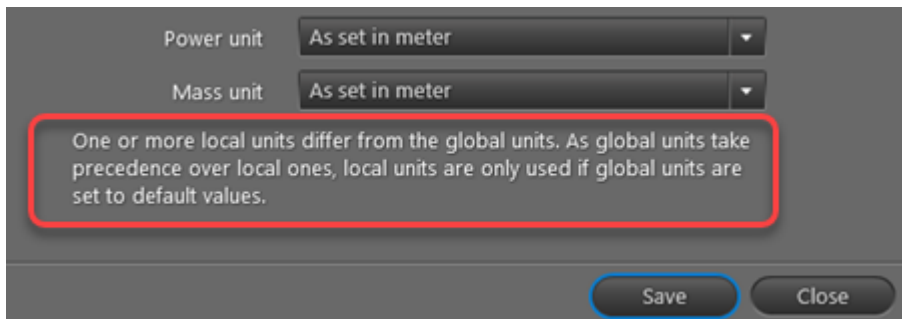 Power unit As set in meter
Mass unit As set in meter
One or more local units differ from the global units. As global units take
precedence over local ones, local units are only used if global units are
set to default values.
Save Close